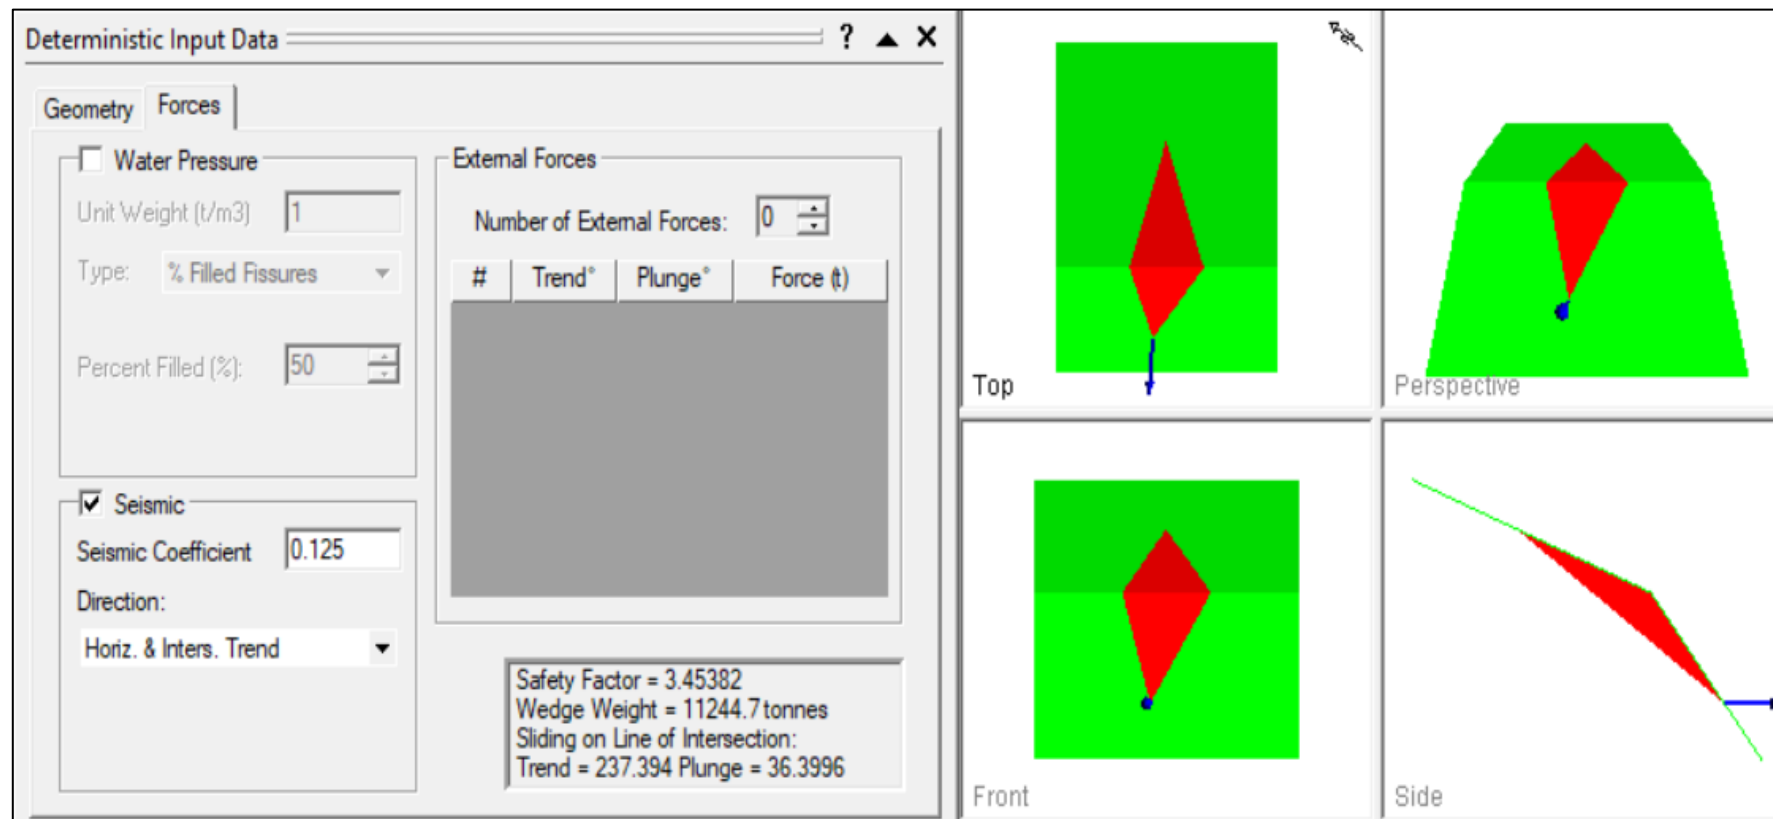 Deterministic Input Data
Geometry Forces
Water Pressure
Unit Weight (t/m3) 1
Type: % Filled Fissures
Percent Filled (%): 50
Seismic
Seismic Coefficient 0.125
Direction:
Horiz. & Inters. Trend
External Forces
Number of External Forces: 0
# Trend° Plunge° Force (t)
Safety Factor = 3.45382
Wedge Weight = 11244.7 tonnes
Sliding on Line of Intersection:
Trend = 237.394 Plunge = 36.3996
Top
Perspective
Front
Side